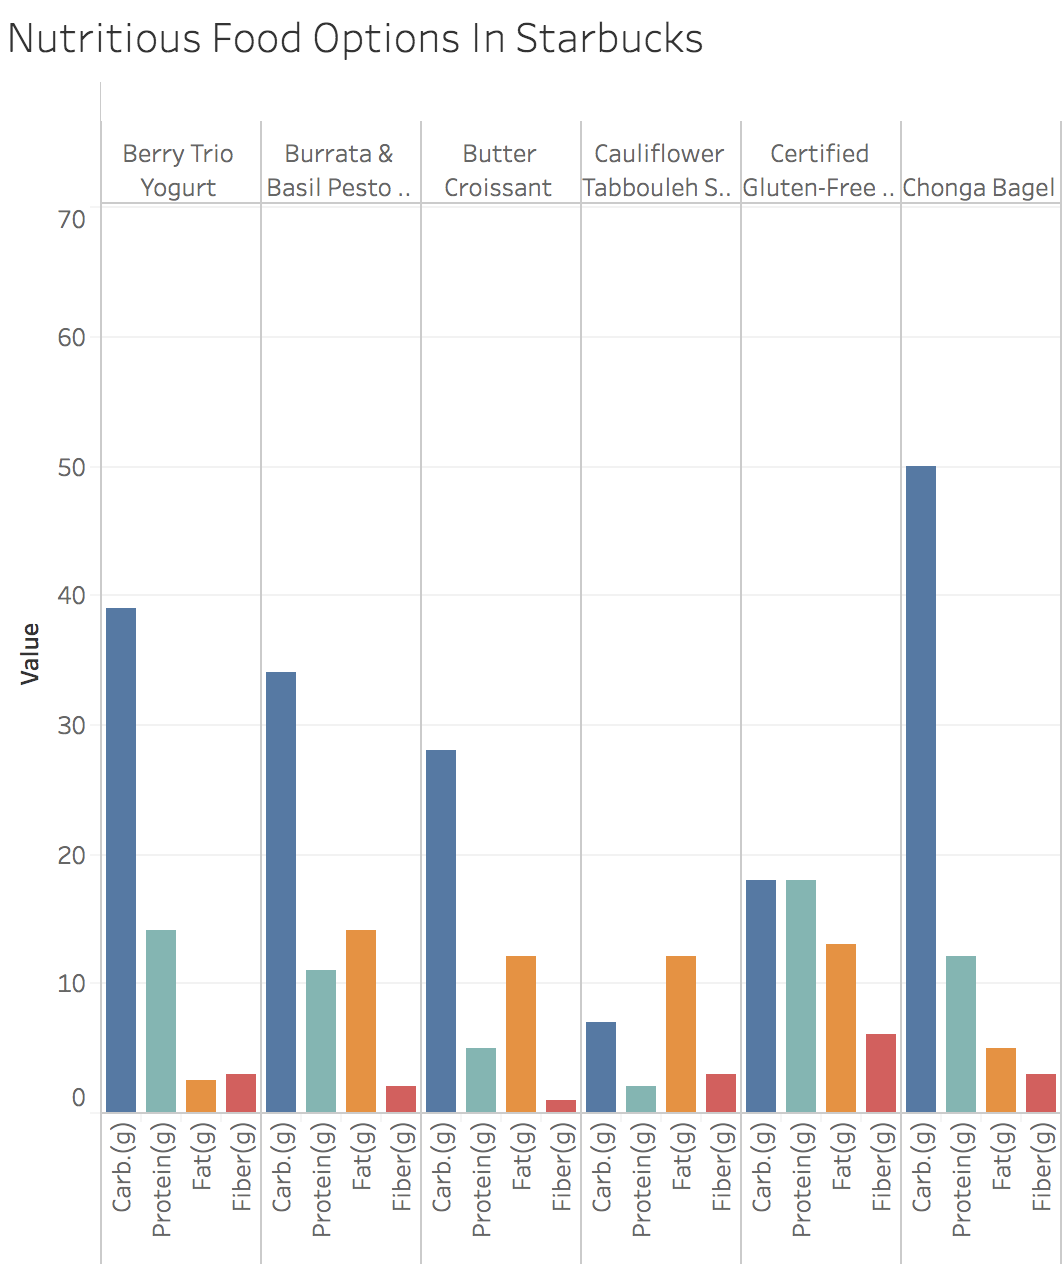 Nutritious Food Options In Starbucks
Berry Trio
Yogurt
Burrata &
Basil Pesto ..
Butter
Croissant
Cauliflower
Tabbouleh S..
Certified
Gluten-Free ..
Chonga Bagel
70
60
50
40
30
20
10
0
Value
Carb.(g)
Protein(g)
Fat(g)
Fiber(g)
Carb.(g)
Protein(g)
Fat(g)
Fiber(g)
Carb.(g)
Protein(g)
Fat(g)
Fiber(g)
Carb.(g)
Protein(g)
Fat(g)
Fiber(g)
Carb.(g)
Protein(g)
Fat(g)
Fiber(g)
Carb.(g)
Protein(g)
Fat(g)
Fiber(g)